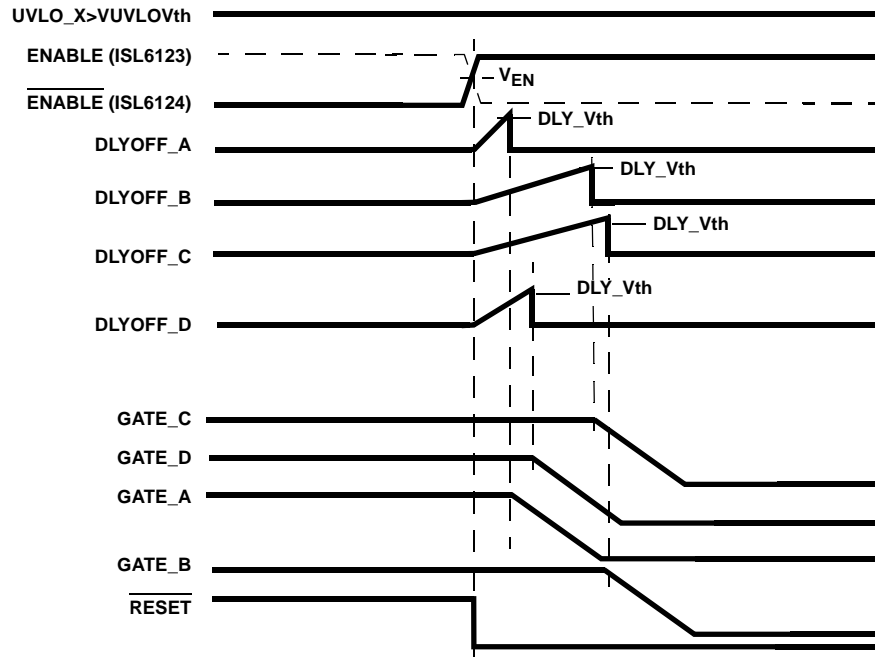 UVLO_X>VUVLOVth
ENABLE (ISL6123)
VEN
ENABLE (ISL6124)
DLY_Vth
DLYOFF_A
DLY_Vth
DLYOFF_B
DLY_Vth
DLYOFF_C
DLY_Vth
DLYOFF_D
GATE_C
GATE_D
GATE_A
GATE_B
RESET